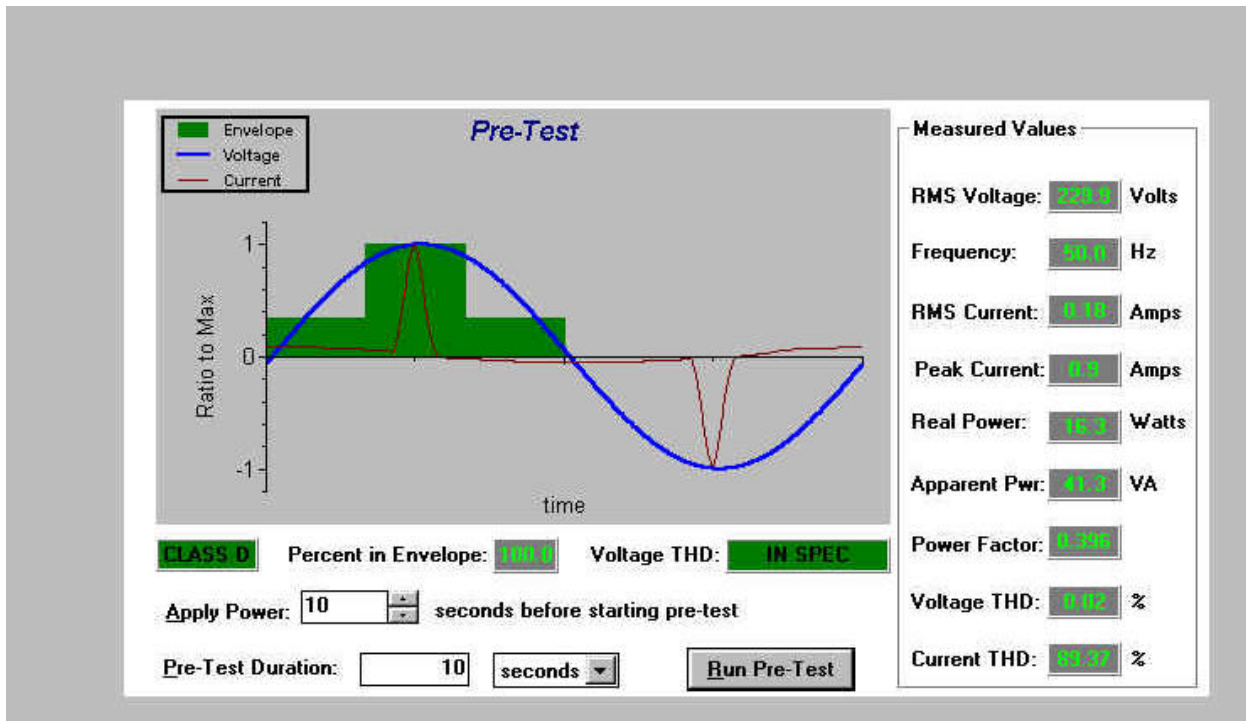 Pre-Test
Envelope
Voltage
Current
Ratio to Max
1
0
-1
time
CLASS D Percent in Envelope: 100.0 Voltage THD: IN SPEC
Apply Power: 10 seconds before starting pre-test
Pre-Test Duration: 10 seconds Run Pre-Test
Measured Values
RMS Voltage: 229.9 Volts
Frequency: 50.0 Hz
RMS Current: 0.18 Amps
Peak Current: 0.9 Amps
Real Power: 16.3 Watts
Apparent Pwr: 41.3 VA
Power Factor: 0.396
Voltage THD: 0.02 %
Current THD: 89.37 %